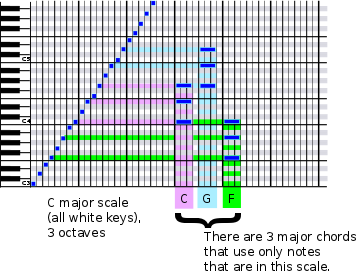 C5
C4
C3
C G F
C major scale
(all white keys),
3 octaves
There are 3 major chords
that use only notes
that are in this scale.